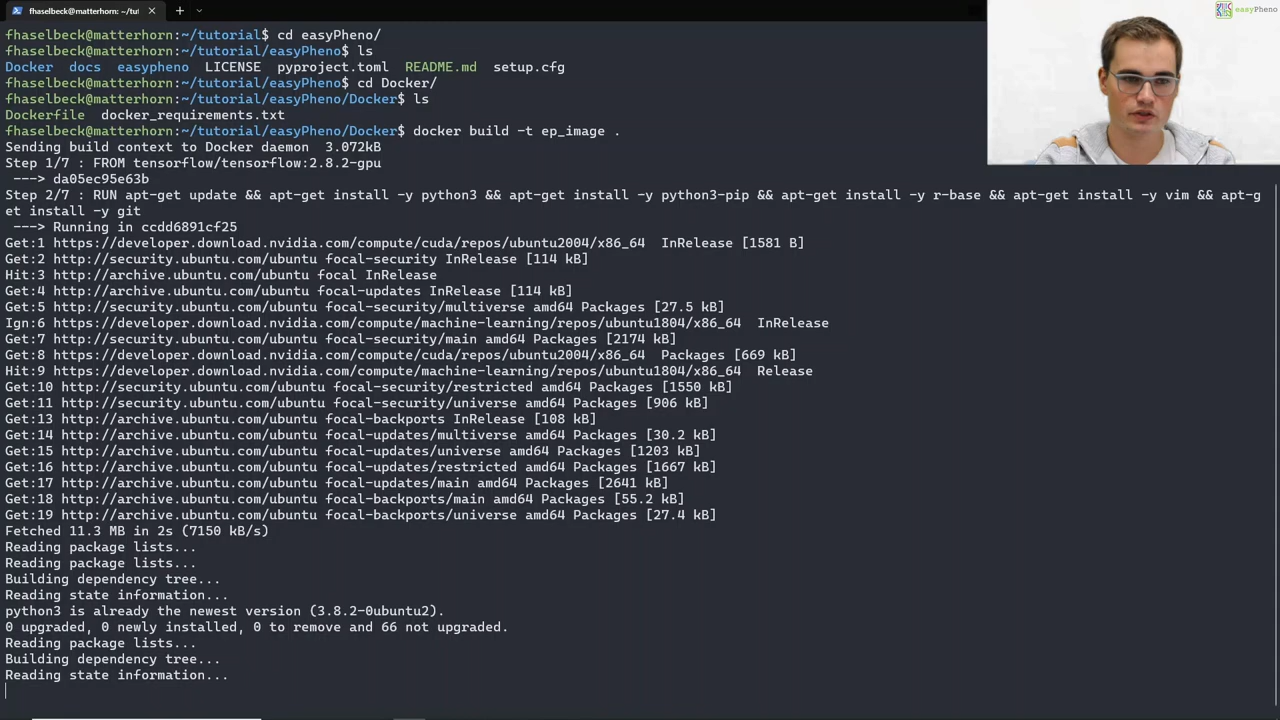 fhaselbeck@matterhorn: ~/tut
easyPheno
fhaselbeck@matterhorn:~/tutorial$ cd easyPheno/
fhaselbeck@matterhorn:~/tutorial/easyPheno$ ls
Docker docs easypheno LICENSE pyproject.toml README.md setup.cfg
fhaselbeck@matterhorn:~/tutorial/easyPheno$ cd Docker/
fhaselbeck@matterhorn:~/tutorial/easyPheno/Docker$ ls
Dockerfile docker_requirements.txt
fhaselbeck@matterhorn:~/tutorial/easyPheno/Docker$ docker build -t ep_image .
Sending build context to Docker daemon 3.072kB
Step 1/7 : FROM tensorflow/tensorflow:2.8.2-gpu
---> da05ec95e63b
Step 2/7 : RUN apt-get update && apt-get install -y python3 && apt-get install -y python3-pip && apt-get install -y r-base && apt-get install -y vim && apt-g
et install -y git
---> Running in ccdd6891cf25
Get:1 https://developer.download.nvidia.com/compute/cuda/repos/ubuntu2004/x86_64 InRelease [1581 B]
Get:2 http://security.ubuntu.com/ubuntu focal-security InRelease [114 kB]
Hit:3 http://archive.ubuntu.com/ubuntu focal InRelease
Get:4 http://archive.ubuntu.com/ubuntu focal-updates InRelease [114 kB]
Get:5 http://security.ubuntu.com/ubuntu focal-security/multiverse amd64 Packages [27.5 kB]
Ign:6 https://developer.download.nvidia.com/compute/machine-learning/repos/ubuntu1804/x86_64 InRelease
Get:7 http://security.ubuntu.com/ubuntu focal-security/main amd64 Packages [2174 kB]
Get:8 https://developer.download.nvidia.com/compute/cuda/repos/ubuntu2004/x86_64 Packages [669 kB]
Hit:9 https://developer.download.nvidia.com/compute/machine-learning/repos/ubuntu1804/x86_64 Release
Get:10 http://security.ubuntu.com/ubuntu focal-security/restricted amd64 Packages [1550 kB]
Get:11 http://security.ubuntu.com/ubuntu focal-security/universe amd64 Packages [906 kB]
Get:13 http://archive.ubuntu.com/ubuntu focal-backports InRelease [108 kB]
Get:14 http://archive.ubuntu.com/ubuntu focal-updates/multiverse amd64 Packages [30.2 kB]
Get:15 http://archive.ubuntu.com/ubuntu focal-updates/universe amd64 Packages [1203 kB]
Get:16 http://archive.ubuntu.com/ubuntu focal-updates/restricted amd64 Packages [1667 kB]
Get:17 http://archive.ubuntu.com/ubuntu focal-updates/main amd64 Packages [2641 kB]
Get:18 http://archive.ubuntu.com/ubuntu focal-backports/main amd64 Packages [55.2 kB]
Get:19 http://archive.ubuntu.com/ubuntu focal-backports/universe amd64 Packages [27.4 kB]
Fetched 11.3 MB in 2s (7150 kB/s)
Reading package lists...
Reading package lists...
Building dependency tree...
Reading state information...
python3 is already the newest version (3.8.2-0ubuntu2).
0 upgraded, 0 newly installed, 0 to remove and 66 not upgraded.
Reading package lists...
Building dependency tree...
Reading state information...